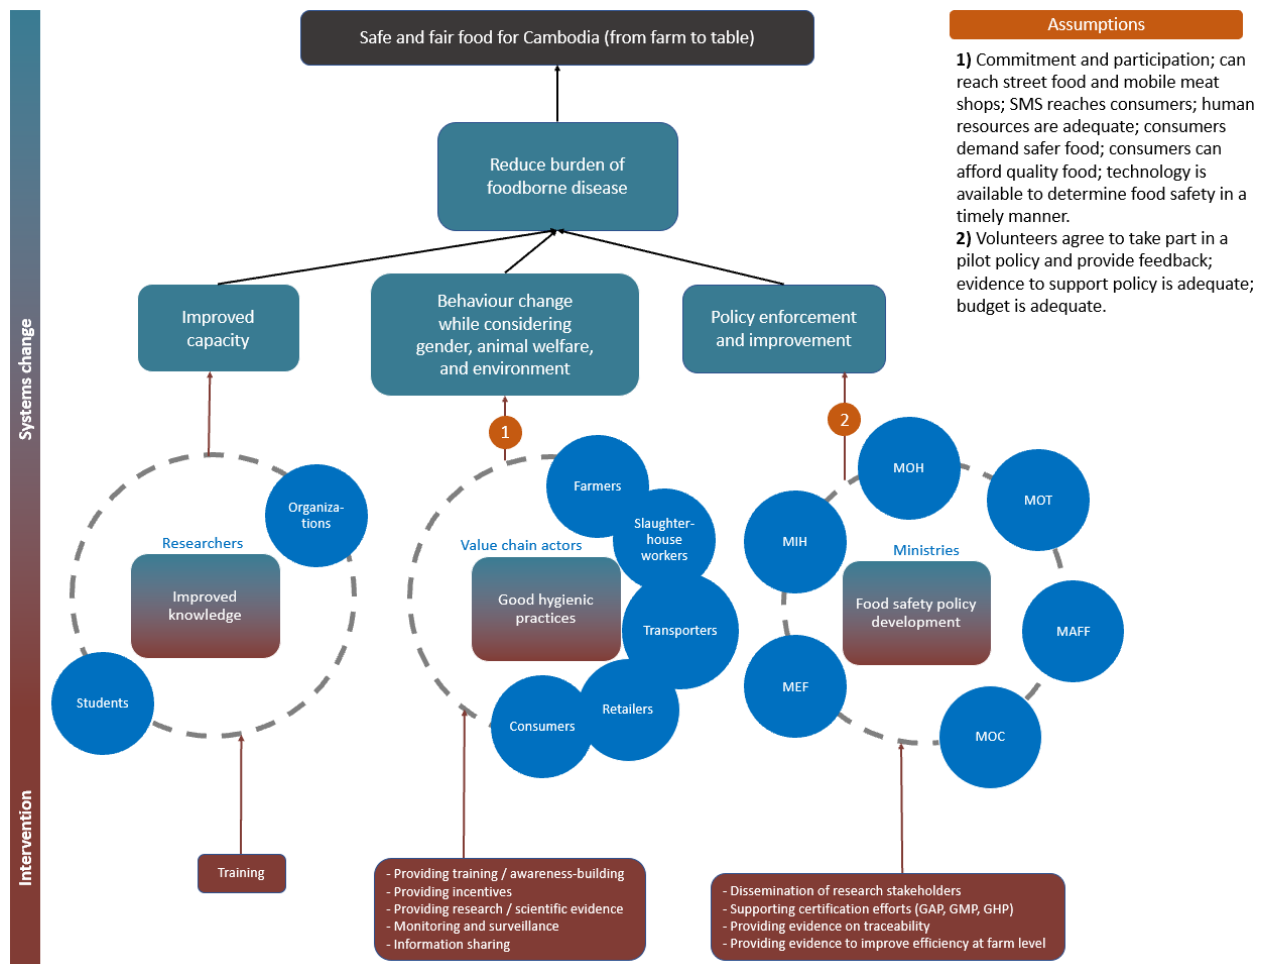 Safe and fair food for Cambodia (from farm to table)
Assumptions
1) Commitment and participation; can
reach street food and mobile meat
shops; SMS reaches consumers; human
resources are adequate; consumers
demand safer food; consumers can
afford quality food; technology is
available to determine food safety in a
timely manner.
2) Volunteers agree to take part in a
pilot policy and provide feedback;
evidence to support policy is adequate;
budget is adequate.
Reduce burden of
foodborne disease
Improved
capacity
Behaviour change
while considering
gender, animal welfare,
and environment
Policy enforcement
and improvement
Systems change
Intervention
1
2
Organiza-
tions
Researchers
Improved
knowledge
Students
Farmers
Slaughter-
house
workers
Value chain actors
Good hygienic
practices
Transporters
Retailers
Consumers
MOH
MOT
MIH
Ministries
Food safety policy
development
MAFF
MEF
MOC
Training
- Providing training / awareness-building
- Providing incentives
- Providing research / scientific evidence
- Monitoring and surveillance
- Information sharing
- Dissemination of research stakeholders
- Supporting certification efforts (GAP, GMP, GHP)
- Providing evidence on traceability
- Providing evidence to improve efficiency at farm level